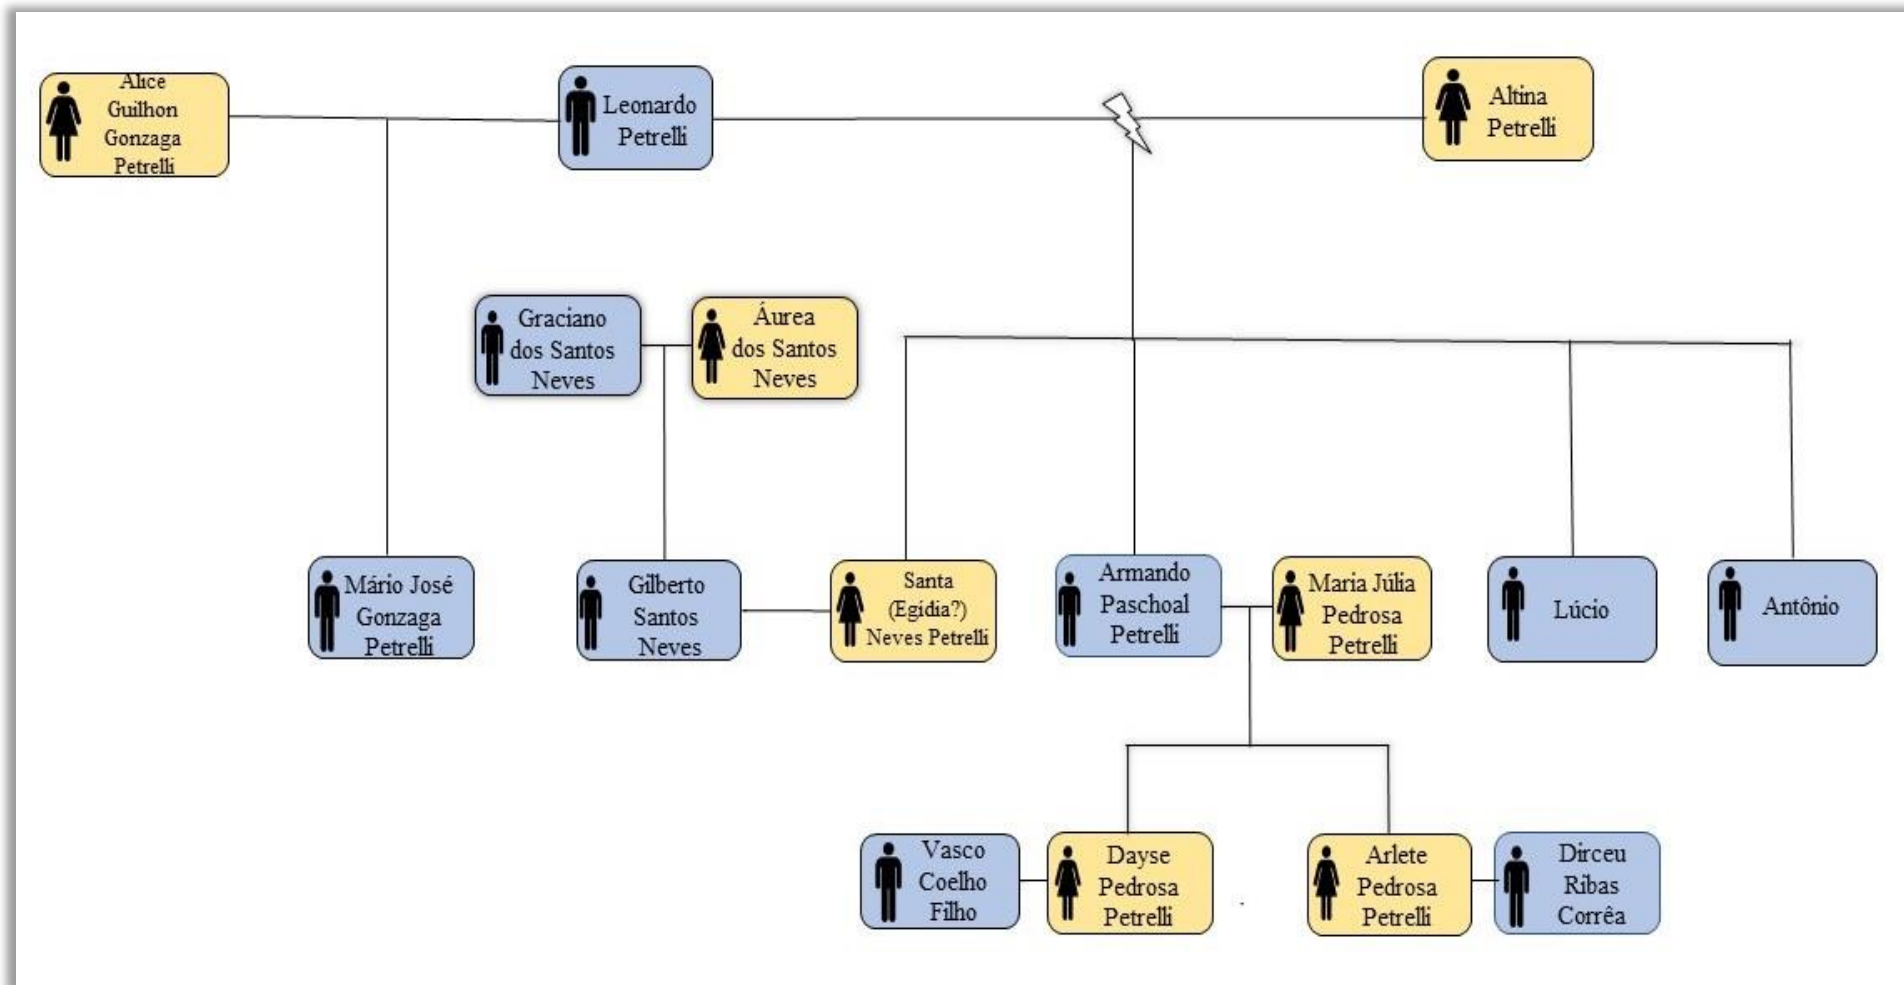 Alice
Guilhon
Gonzaga
Petrelli
Leonardo
Petrelli
Altina
Petrelli
Graciano
dos Santos
Neves
Áurea
dos Santos
Neves
Mário José
Gonzaga
Petrelli
Gilberto
Santos
Neves
Santa
(Egídia?)
Neves Petrelli
Armando
Paschoal
Petrelli
Maria Júlia
Pedrosa
Petrelli
Lúcio
Antônio
Vasco
Coelho
Filho
Dayse
Pedrosa
Petrelli
Arlete
Pedrosa
Petrelli
Dirceu
Ribas
Corrêa